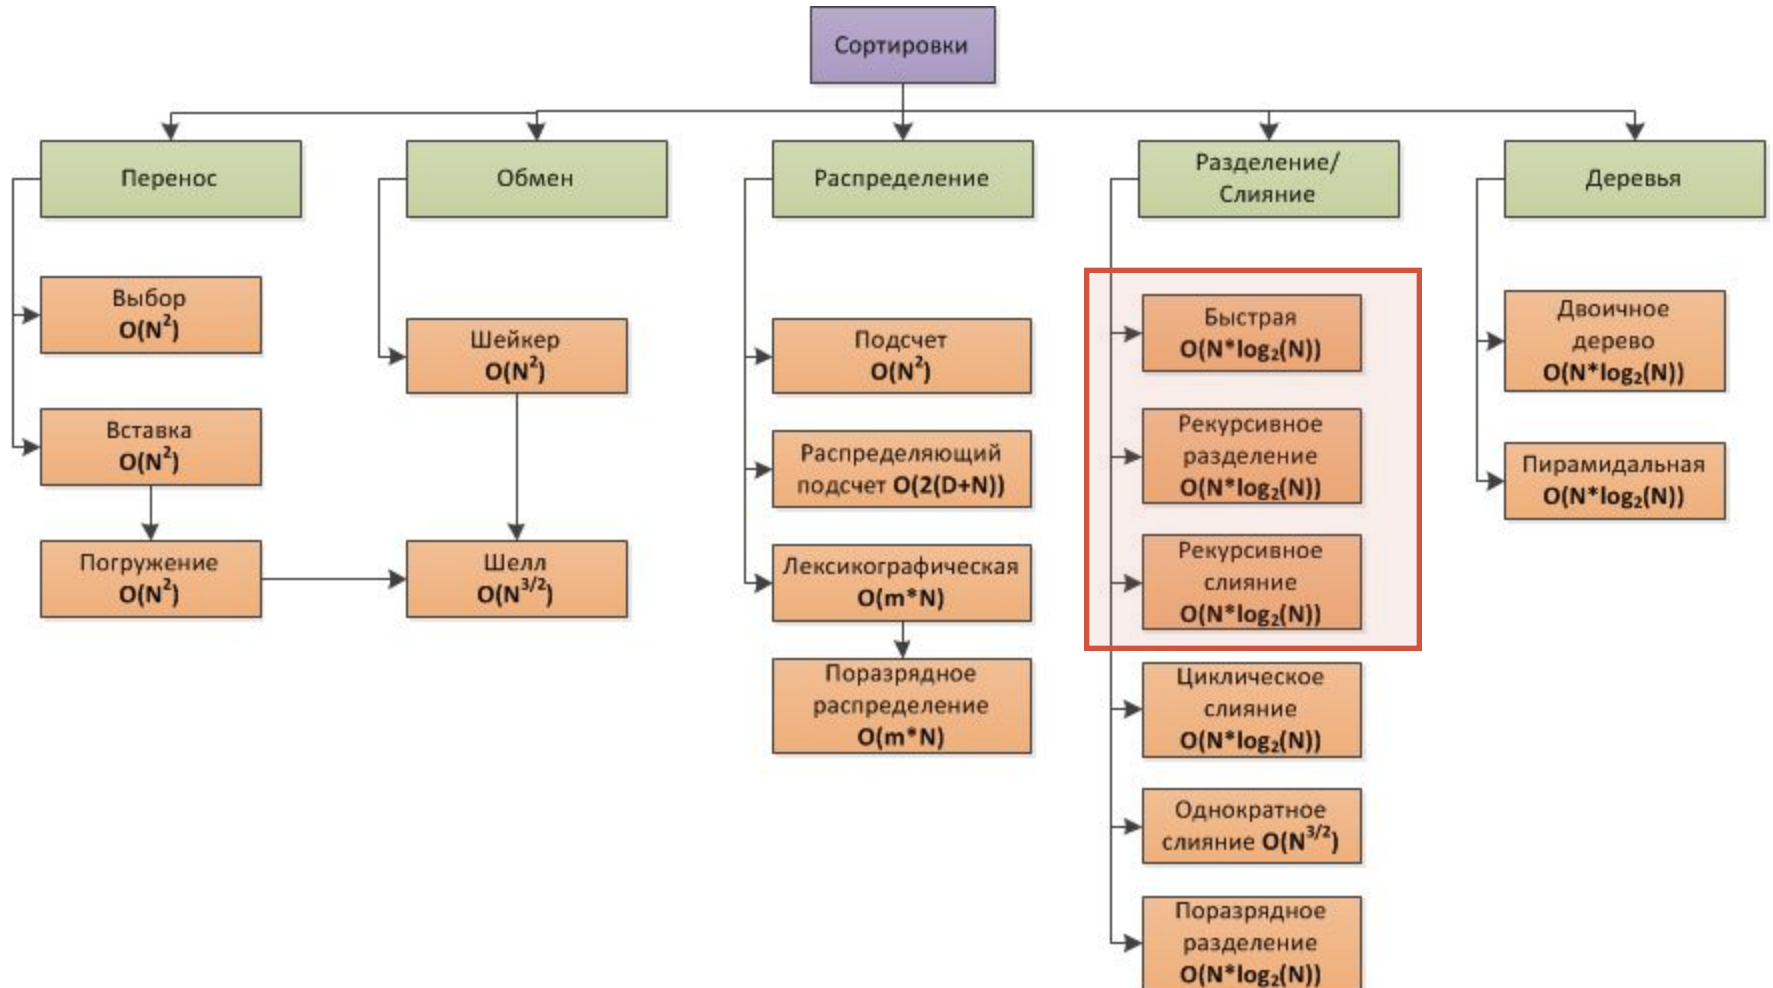 Сортировки
Перенос
Обмен
Распределение
Разделение/
Слияние
Деревья
Выбор
O(N²)
Вставка
O(N²)
Погружение
O(N²)
Шейкер
O(N²)
Шелл
O(N³/²)
Подсчет
O(N²)
Распределяющий
подсчет O(2(D+N))
Лексикографическая
O(m*N)
Поразрядное
распределение
O(m*N)
Быстрая
O(N*log₂(N))
Рекурсивное
разделение
O(N*log₂(N))
Рекурсивное
слияние
O(N*log₂(N))
Циклическое
слияние
O(N*log₂(N))
Однократное
слияние O(N³/²)
Поразрядное
разделение
O(N*log₂(N))
Двоичное
дерево
O(N*log₂(N))
Пирамидальная
O(N*log₂(N))